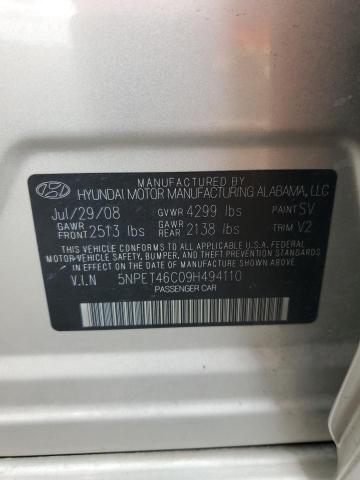 MANUFACTURED BY
HYUNDAI MOTOR MANUFACTURING ALABAMA, LLC
Jul/29/08 GVWR 4299 lbs PAINT SV
GAWR FRONT 2513 lbs GAWR REAR 2138 lbs TRIM V2
THIS VEHICLE CONFORMS TO ALL APPLICABLE U.S.A. FEDERAL
MOTOR VEHICLE SAFETY, BUMPER, AND THEFT PREVENTION STANDARDS
IN EFFECT ON THE DATE OF MANUFACTURE SHOWN ABOVE.
V.I.N 5NPET46C09H494110
PASSENGER CAR